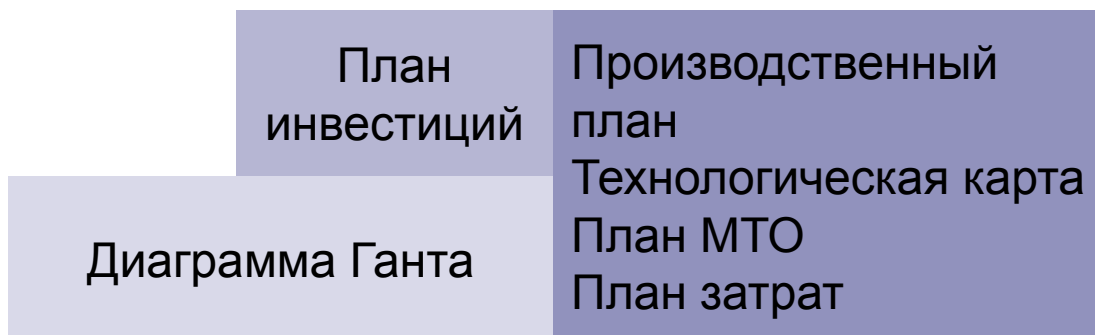 План
инвестиций
Диаграмма Ганта
Производственный
план
Технологическая карта
План МТО
План затрат